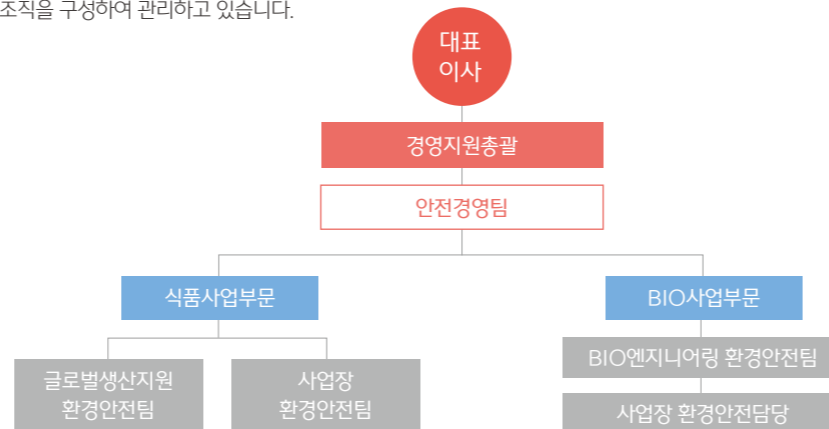 조직을 구성하여 관리하고 있습니다.
대표
이사
경영지원총괄
안전경영팀
식품사업부문
BIO사업부문
글로벌생산지원
환경안전팀
사업장
환경안전팀
BIO엔지니어링 환경안전팀
사업장 환경안전담당